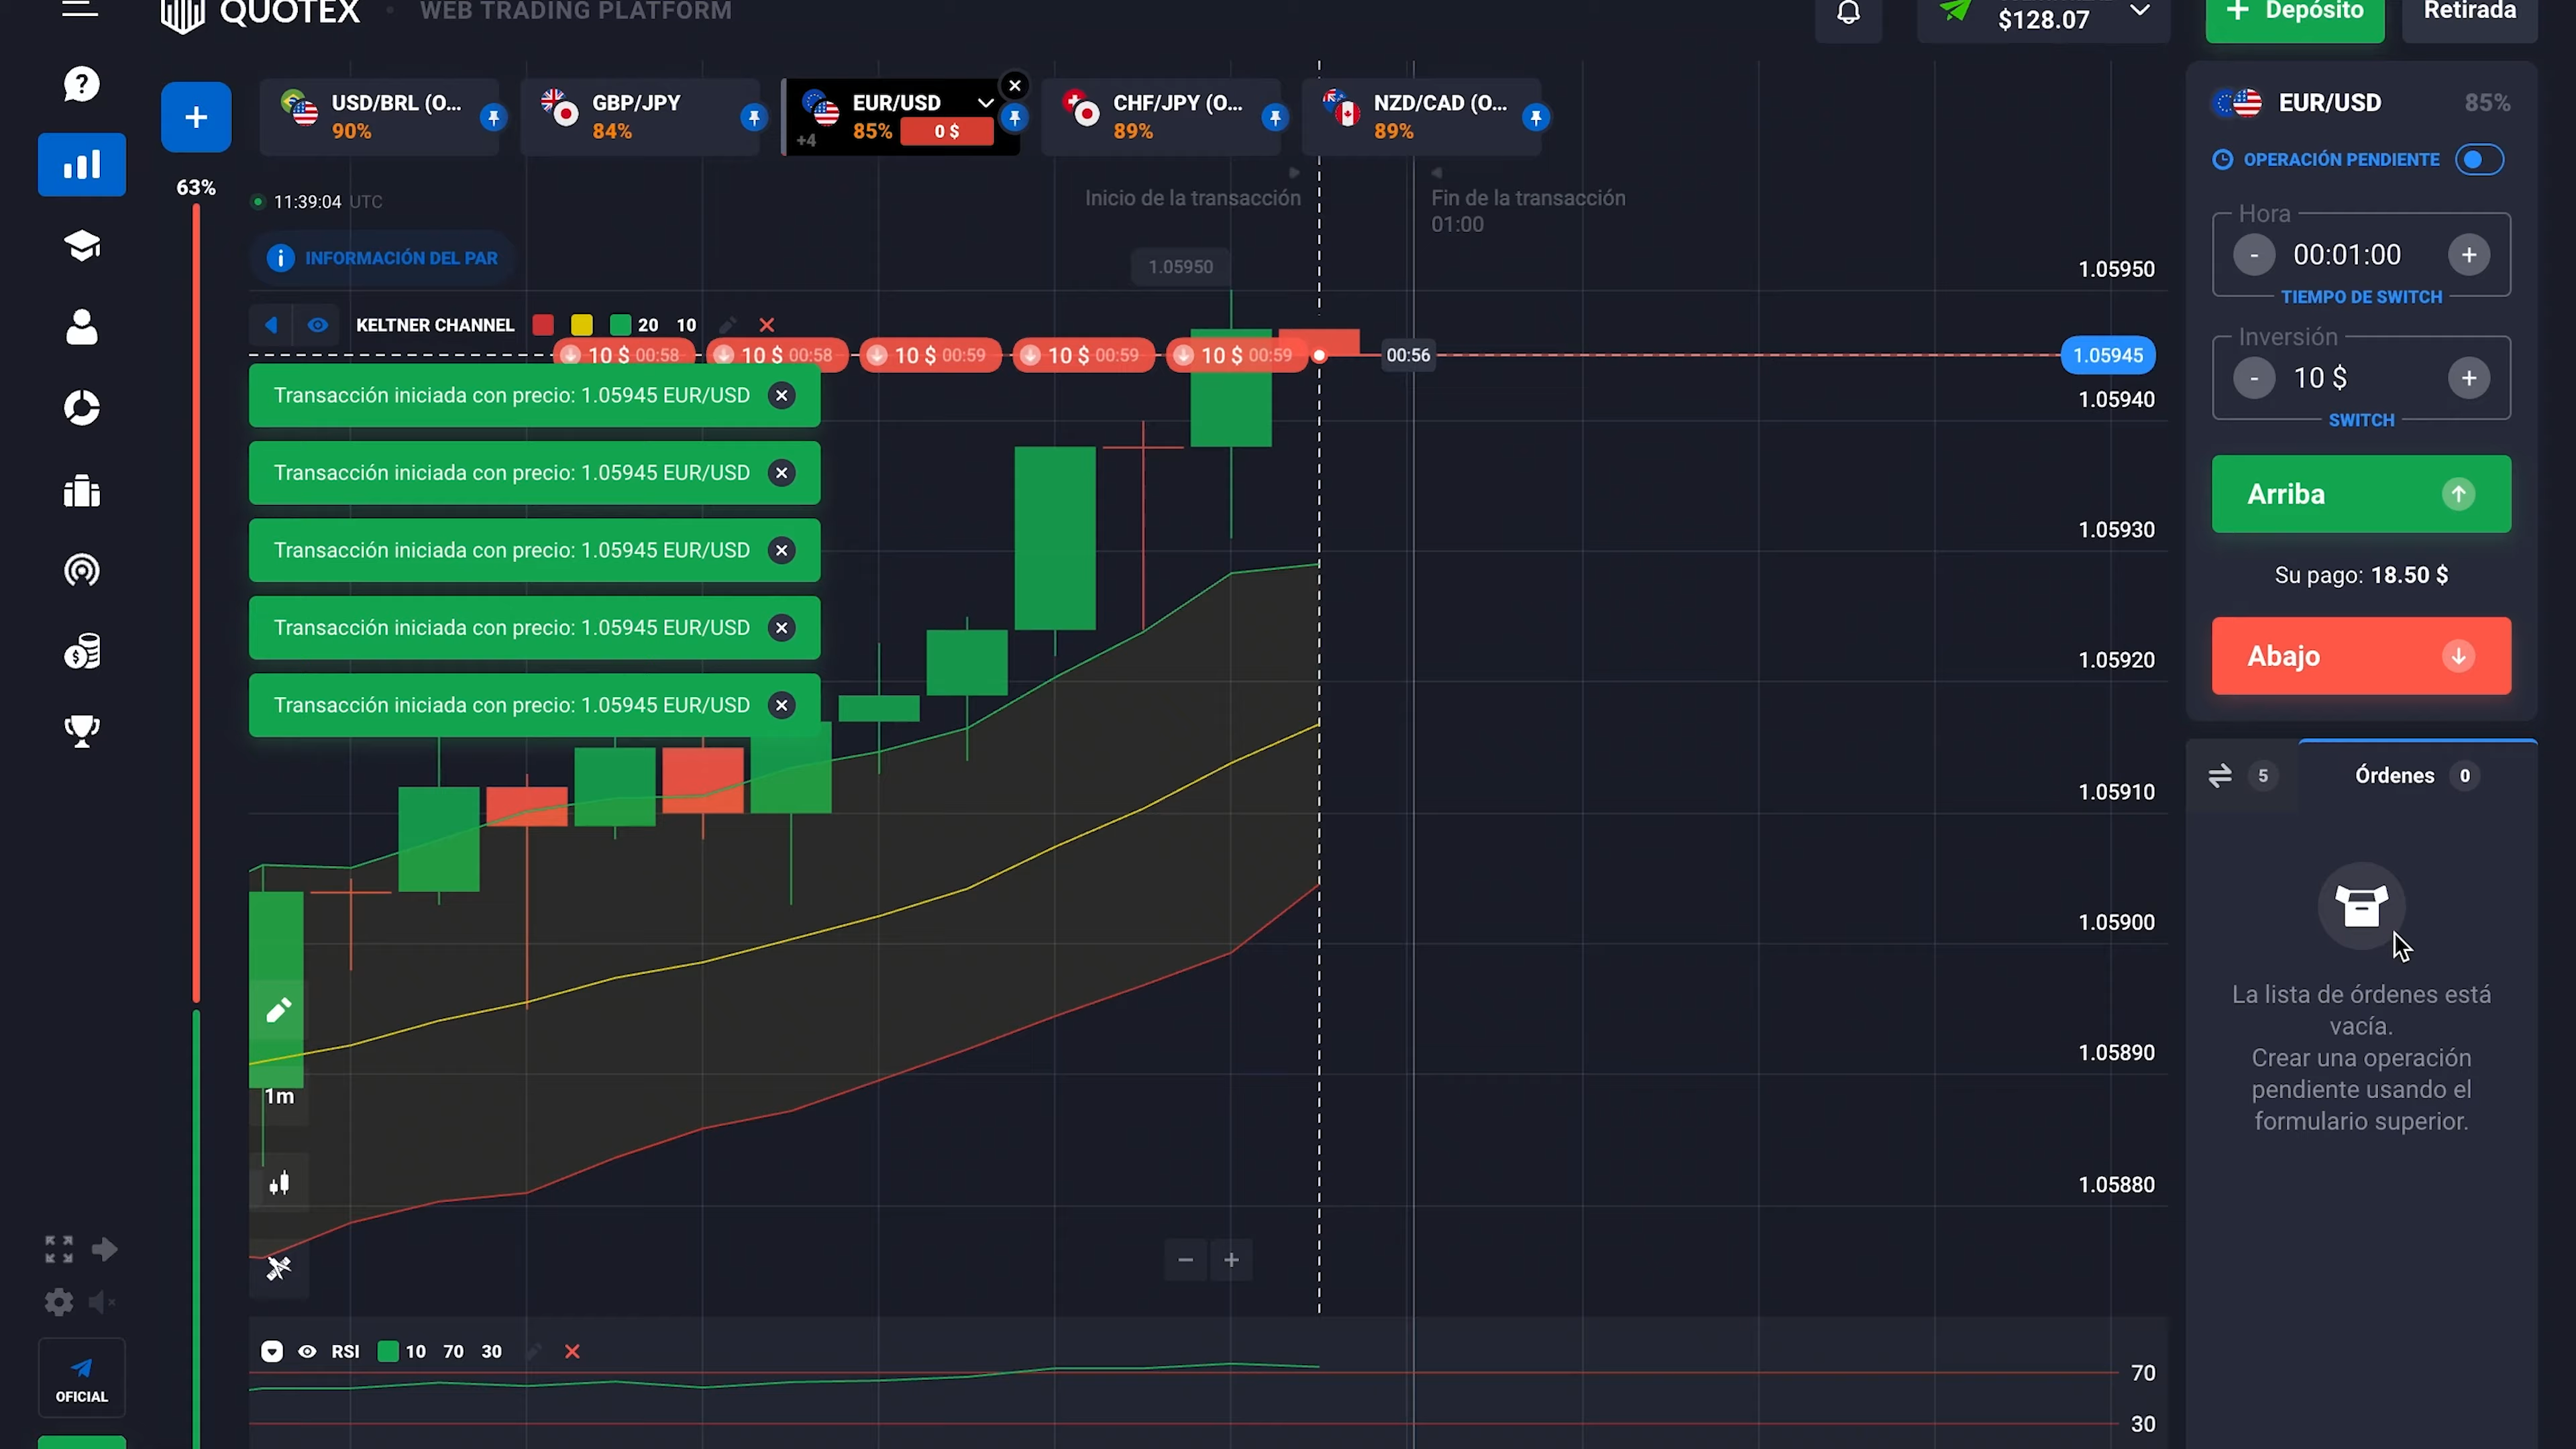 QUOTEX
WEB TRADING PLATFORM
$128.07
+ Depósito
Retirada
+
USD/BRL (O...
90%
GBP/JPY
84%
EUR/USD
85%
0 $
+4
CHF/JPY (O...
89%
NZD/CAD (O...
89%
63%
11:39:04 UTC
INFORMACIÓN DEL PAR
Inicio de la transacción
Fin de la transacción
01:00
1.05950
KELTNER CHANNEL
20 10
10 $ 00:58
10 $ 00:58
10 $ 00:59
10 $ 00:59
10 $ 00:59
00:56
1.05945
Transacción iniciada con precio: 1.05945 EUR/USD
Transacción iniciada con precio: 1.05945 EUR/USD
Transacción iniciada con precio: 1.05945 EUR/USD
Transacción iniciada con precio: 1.05945 EUR/USD
Transacción iniciada con precio: 1.05945 EUR/USD
1.05950
1.05940
1.05930
1.05920
1.05910
1.05900
1.05890
1.05880
1m
RSI
10 70 30
70
30
OFICIAL
EUR/USD
85%
OPERACIÓN PENDIENTE
Hora
- 00:01:00 +
TIEMPO DE SWITCH
Inversión
- 10 $ +
SWITCH
Arriba
Su pago: 18.50 $
Abajo
5
Órdenes 0
La lista de órdenes está
vacía.
Crear una operación
pendiente usando el
formulario superior.